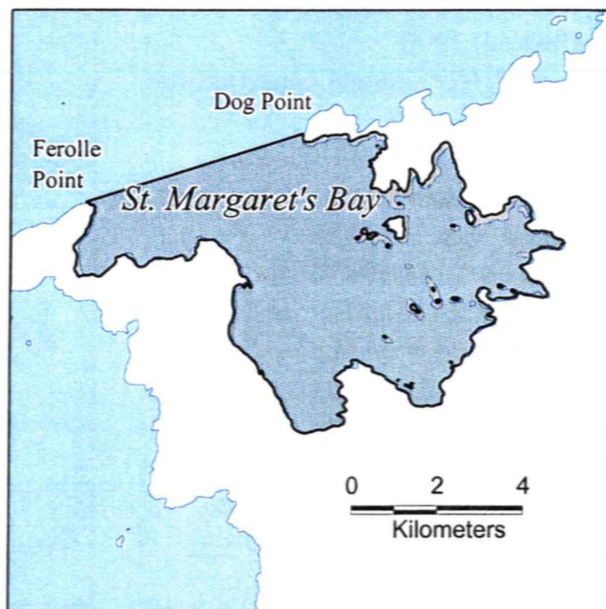 Dog Point
Ferolle
Point
St. Margaret's Bay
0 2 4
Kilometers